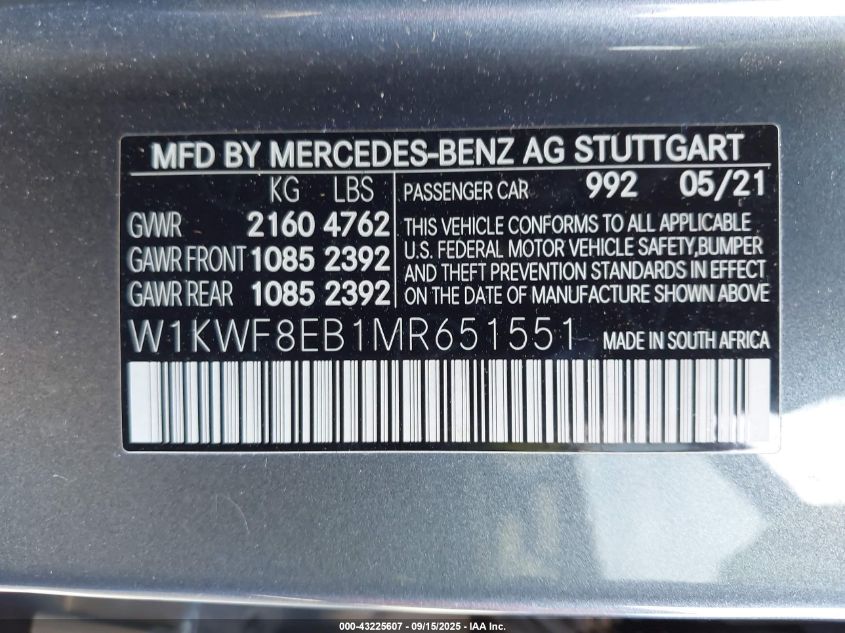 MFD BY MERCEDES-BENZ AG STUTTGART
KG LBS
GVWR 2160 4762
GAWR FRONT 1085 2392
GAWR REAR 1085 2392
PASSENGER CAR 992 05/21
THIS VEHICLE CONFORMS TO ALL APPLICABLE
U.S. FEDERAL MOTOR VEHICLE SAFETY,BUMPER
AND THEFT PREVENTION STANDARDS IN EFFECT
ON THE DATE OF MANUFACTURE SHOWN ABOVE
W1KWF8EB1MR651551 MADE IN SOUTH AFRICA
000-43225607 - 09/15/2025 - IAA Inc.